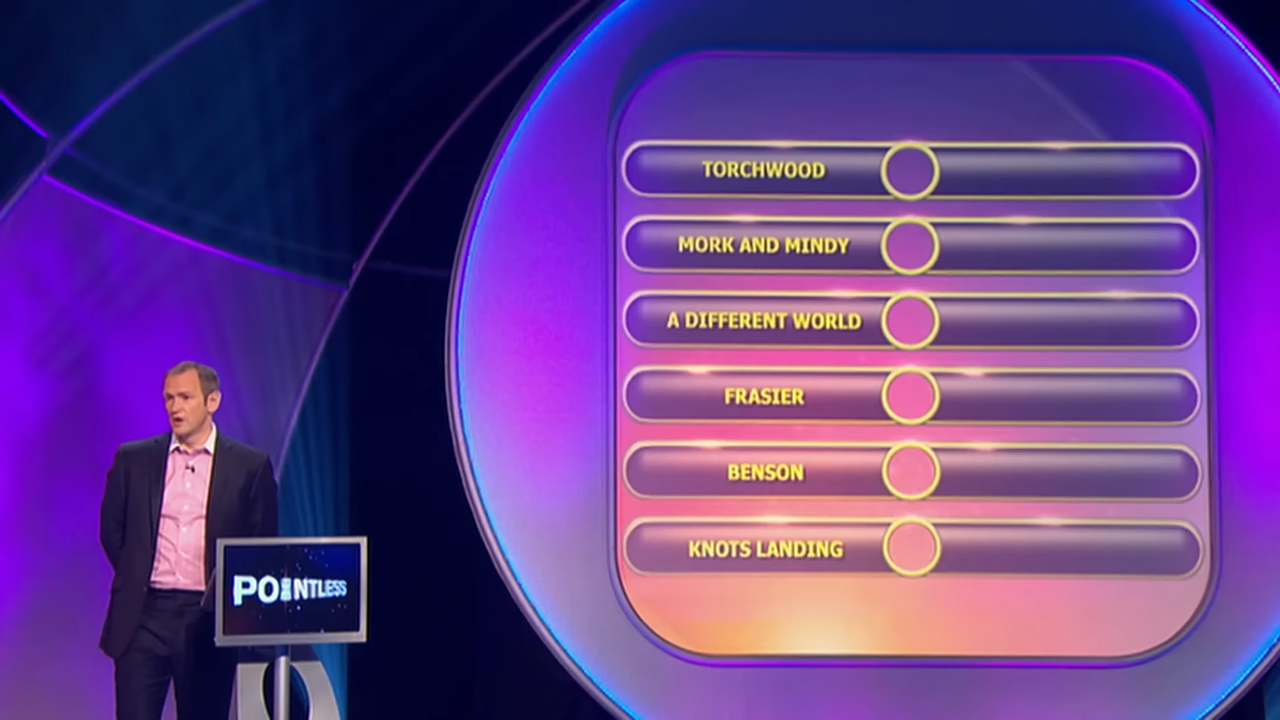 TORCHWOOD
MORK AND MINDY
A DIFFERENT WORLD
FRASIER
BENSON
KNOTS LANDING
POINTLESS